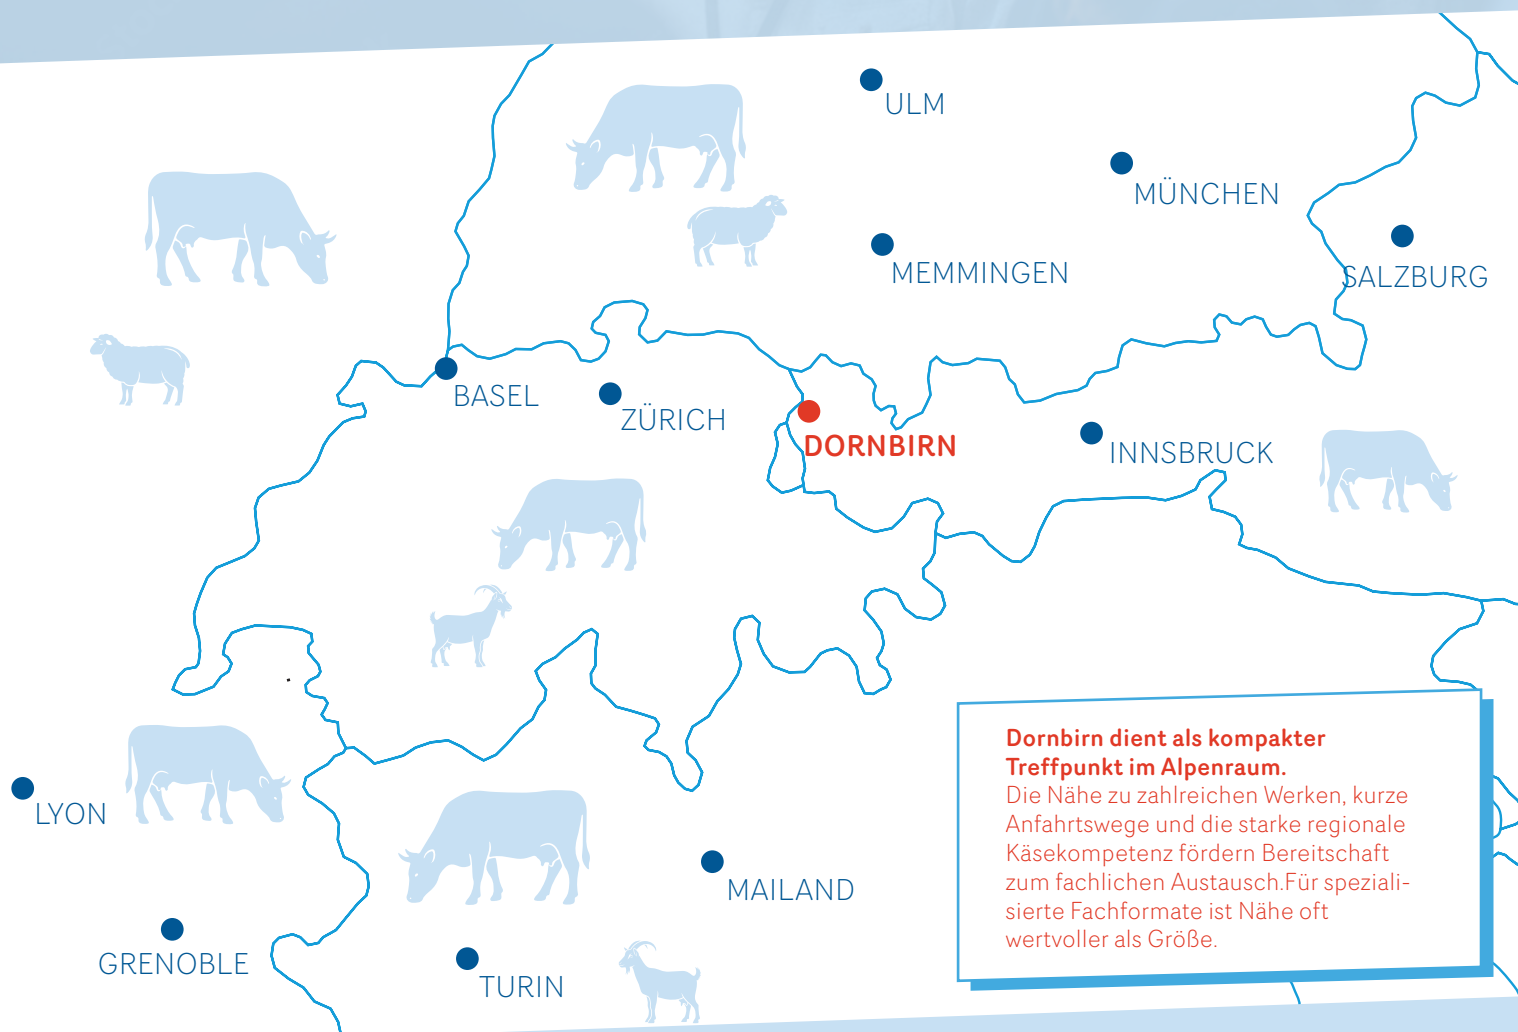 ULM
MÜNCHEN
MEMMINGEN
SALZBURG
BASEL
ZÜRICH
DORNBIRN
INNSBRUCK
LYON
MAILAND
GRENOBLE
TURIN
Dornbirn dient als kompakter
Treffpunkt im Alpenraum.
Die Nähe zu zahlreichen Werken, kurze
Anfahrtswege und die starke regionale
Käsekompetenz fördern Bereitschaft
zum fachlichen Austausch.Für speziali-
sierte Fachformate ist Nähe oft
wertvoller als Größe.